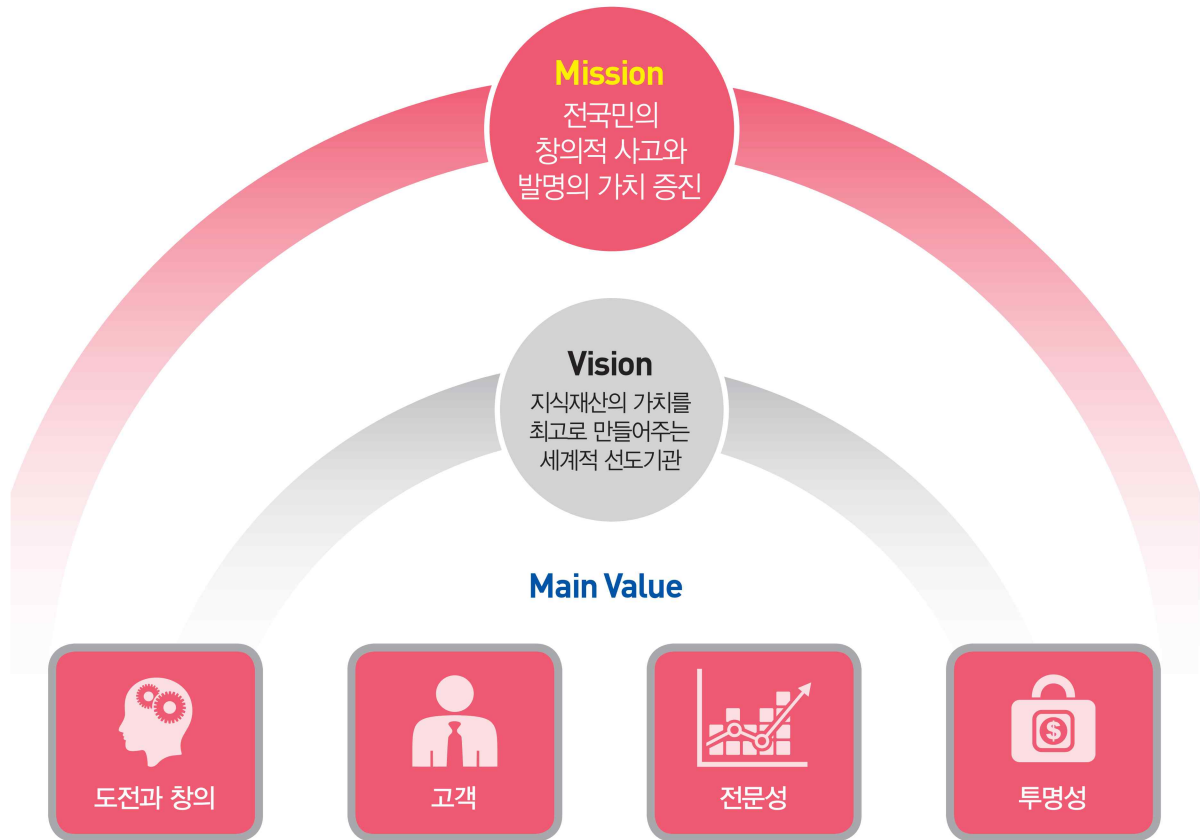 Mission
전국민의
창의적 사고와
발명의 가치 증진
Vision
지식재산의 가치를
최고로 만들어주는
세계적 선도기관
Main Value
$
도전과 창의
고객
전문성
투명성